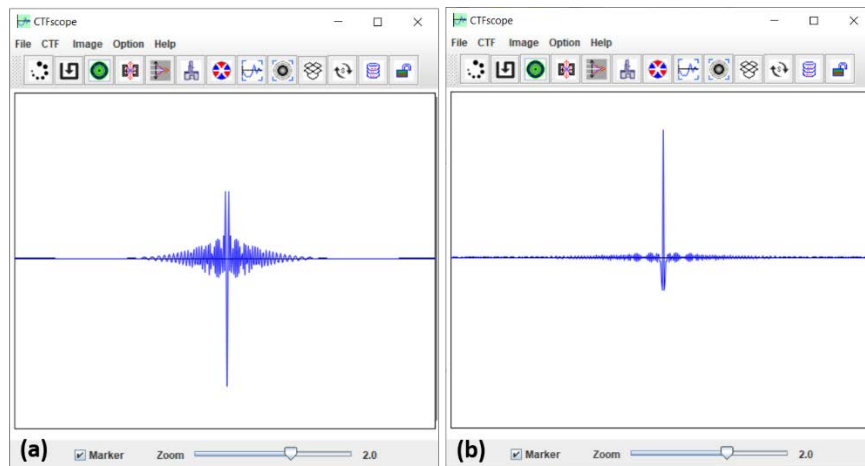 CTFscope
File CTF Image Option Help
(a)
Marker Zoom 2.0
CTFscope
File CTF Image Option Help
(b)
Marker Zoom 2.0